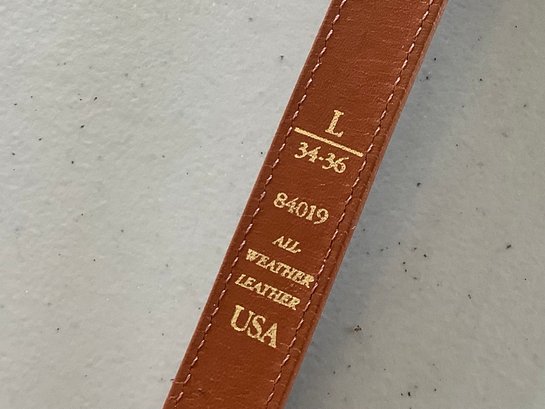 L
34-36
84019
ALL
WEATHER
LEATHER
USA